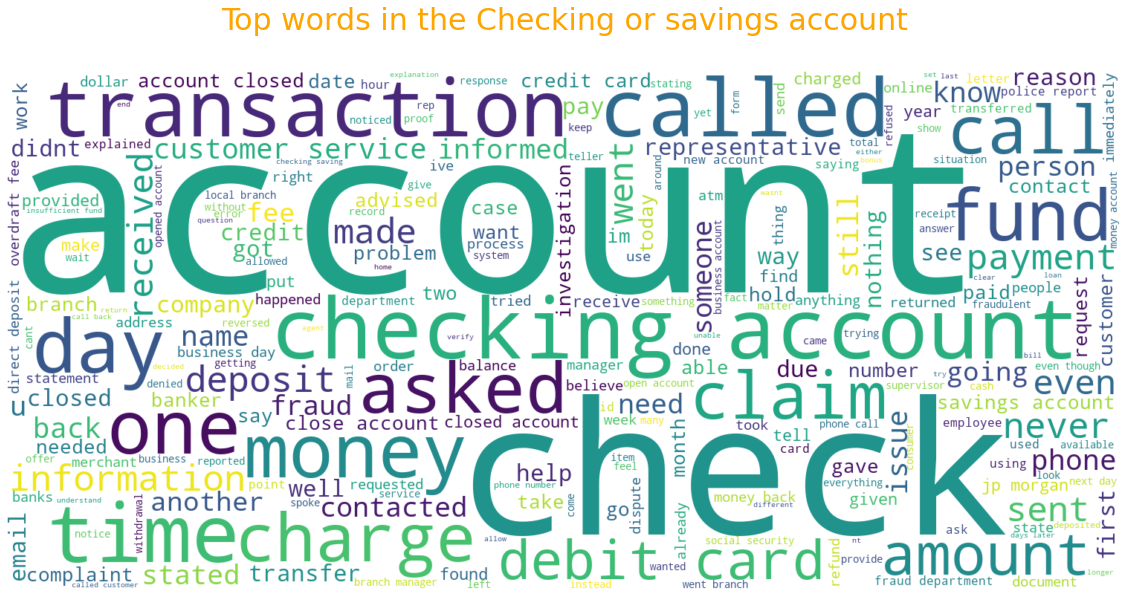 Top words in the Checking or savings account
dollar account closed date hour explanation response credit card stating charged online set last letter reason
work transaction rep called pay yet form send know police report
end noticed proof keep refused year transferred call immediately
didnt explained customer service informed teller representative new account saying total either bonus show situation person
overdraft fee received opened account checking saving ive went around contact
account
provided local branch right give advised case investigation im today atm thing receipt fund
insufficient fund without error fee record want use business account way still nothing answer money account
make question credit made process someone see
wait got allowed problem system find payment
put home hold clear loan
branch company happened department two tried receive something fact anything returned paid people
direct deposit return call back address reversed agent checking account matter fraudulent request customer
cant day name verify unable trying came bill
business day getting done
statement decided denied deposit mail order asked balance manager believe able due number try going even though
u closed banker fraud open account claim supervisor cash even
say close account closed account id week many need took phone call savings account
back one money check tell card issue employee never
needed item feel month consumer used available
offer merchant business reported help everything gave using look phone
information point well requested service phone number take come go dispute money back given jp morgan next day
banks understand another spoke contacted different state deposited first
withdrawal already social security ask sent days later
email notice time charge allow wanted refund nt amount
complaint stated transfer found debit card provide fraud department document longer
called customer branch manager left instead went branch